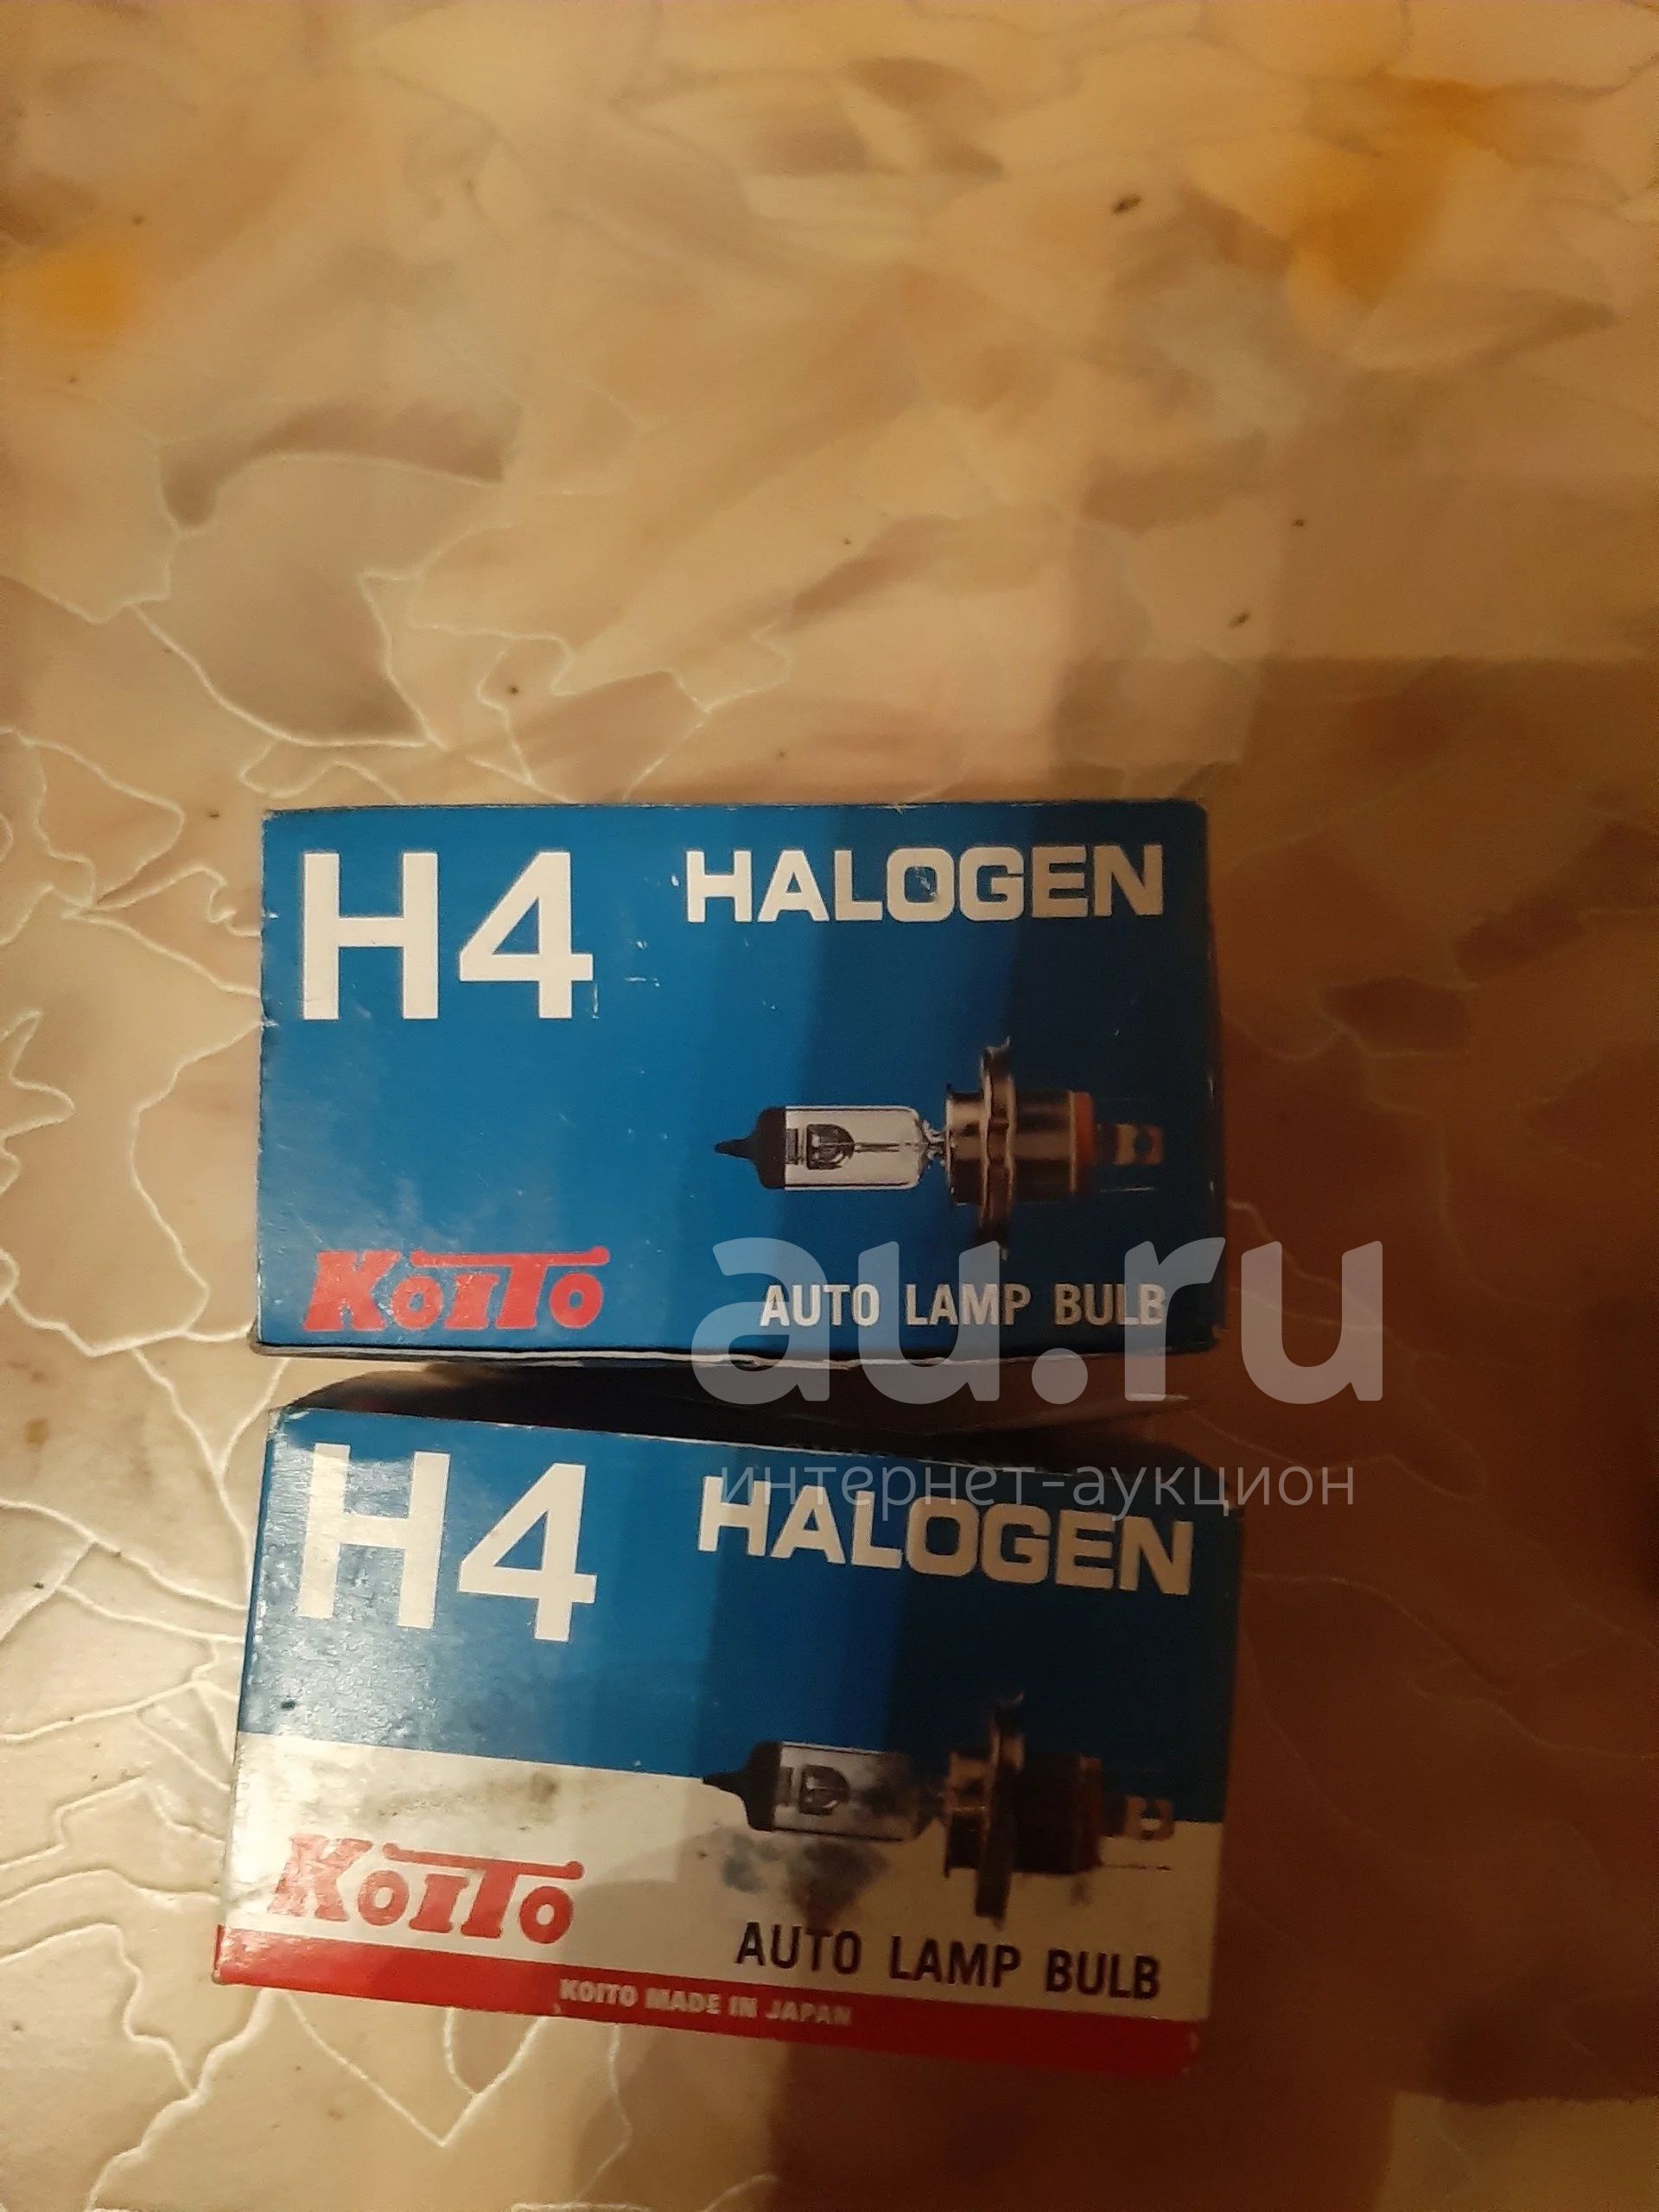 H4 HALOGEN
KOITO
AUTO LAMP BULB
au.ru
интернет-аукцион
H4 HALOGEN
KOITO
AUTO LAMP BULB
KOITO MADE IN JAPAN